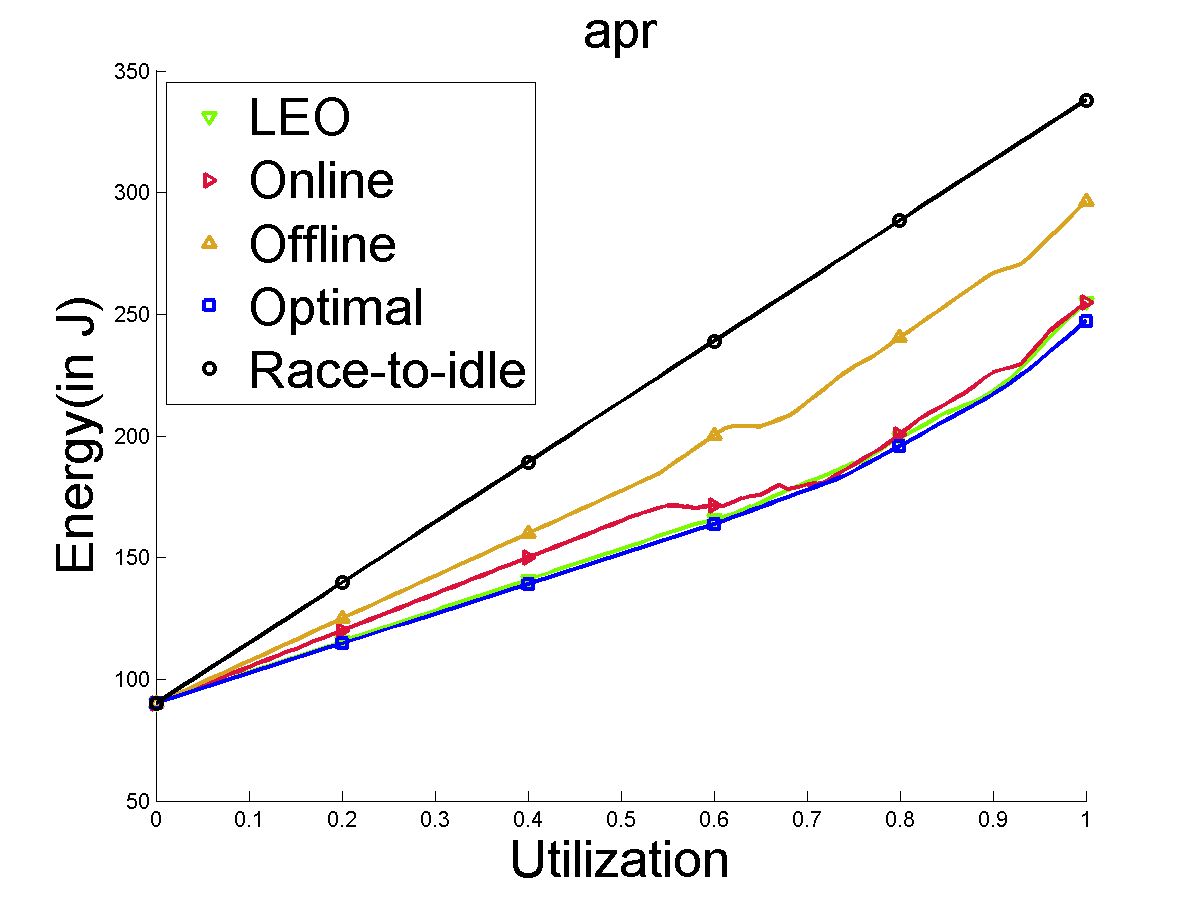 apr
350
300
250
200
150
100
50
Energy(in J)
LEO
Online
Offline
Optimal
Race-to-idle
0 0.1 0.2 0.3 0.4 0.5 0.6 0.7 0.8 0.9 1
Utilization